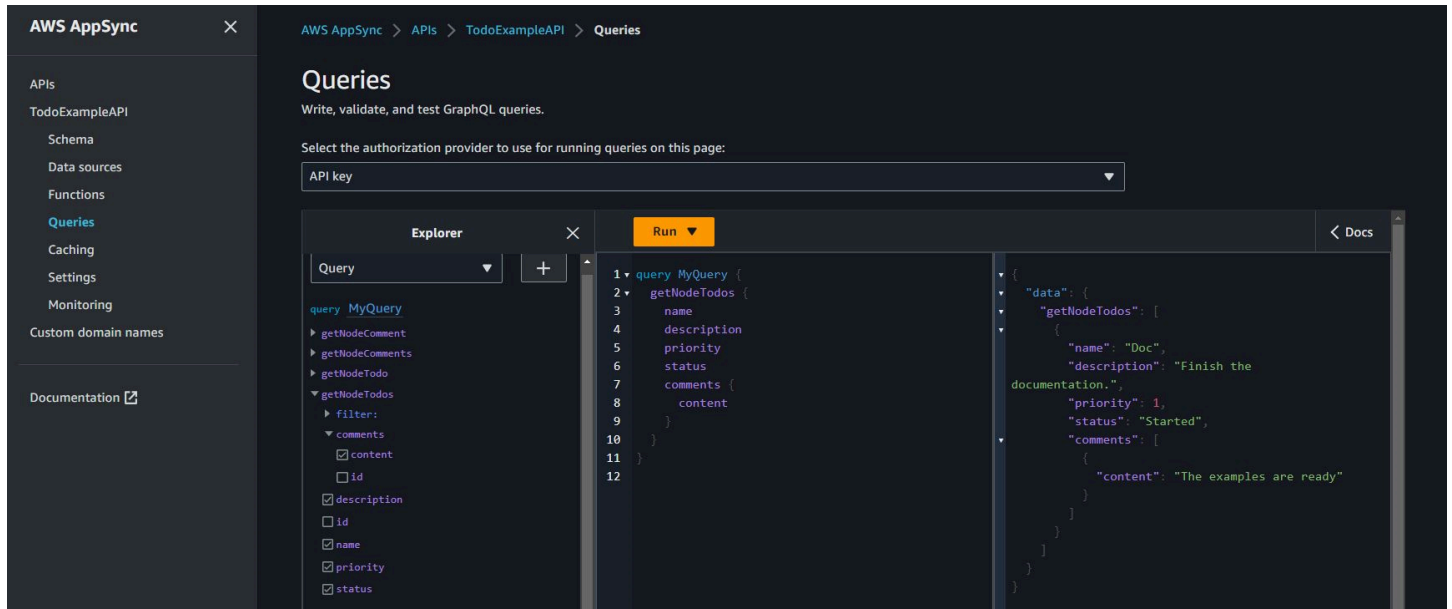 AWS AppSync
APIs
TodoExampleAPI
Schema
Data sources
Functions
Queries
Caching
Settings
Monitoring
Custom domain names
Documentation
AWS AppSync > APIs > TodoExampleAPI > Queries
Queries
Write, validate, and test GraphQL queries.
Select the authorization provider to use for running queries on this page:
API key
Explorer
Query
+
query MyQuery
getNodeComment
getNodeComments
getNodeTodo
getNodeTodos
filter:
comments
content
id
description
id
name
priority
status
Run
< Docs
1 query MyQuery {
2 getNodeTodos {
3 name
4 description
5 priority
6 status
7 comments {
8 content
9 }
10 }
11 }
12
{
"data": {
"getNodeTodos": [
{
"name": "Doc",
"description": "Finish the
documentation.",
"priority": 1,
"status": "Started",
"comments": [
{
"content": "The examples are ready"
}
]
}
]
}
}